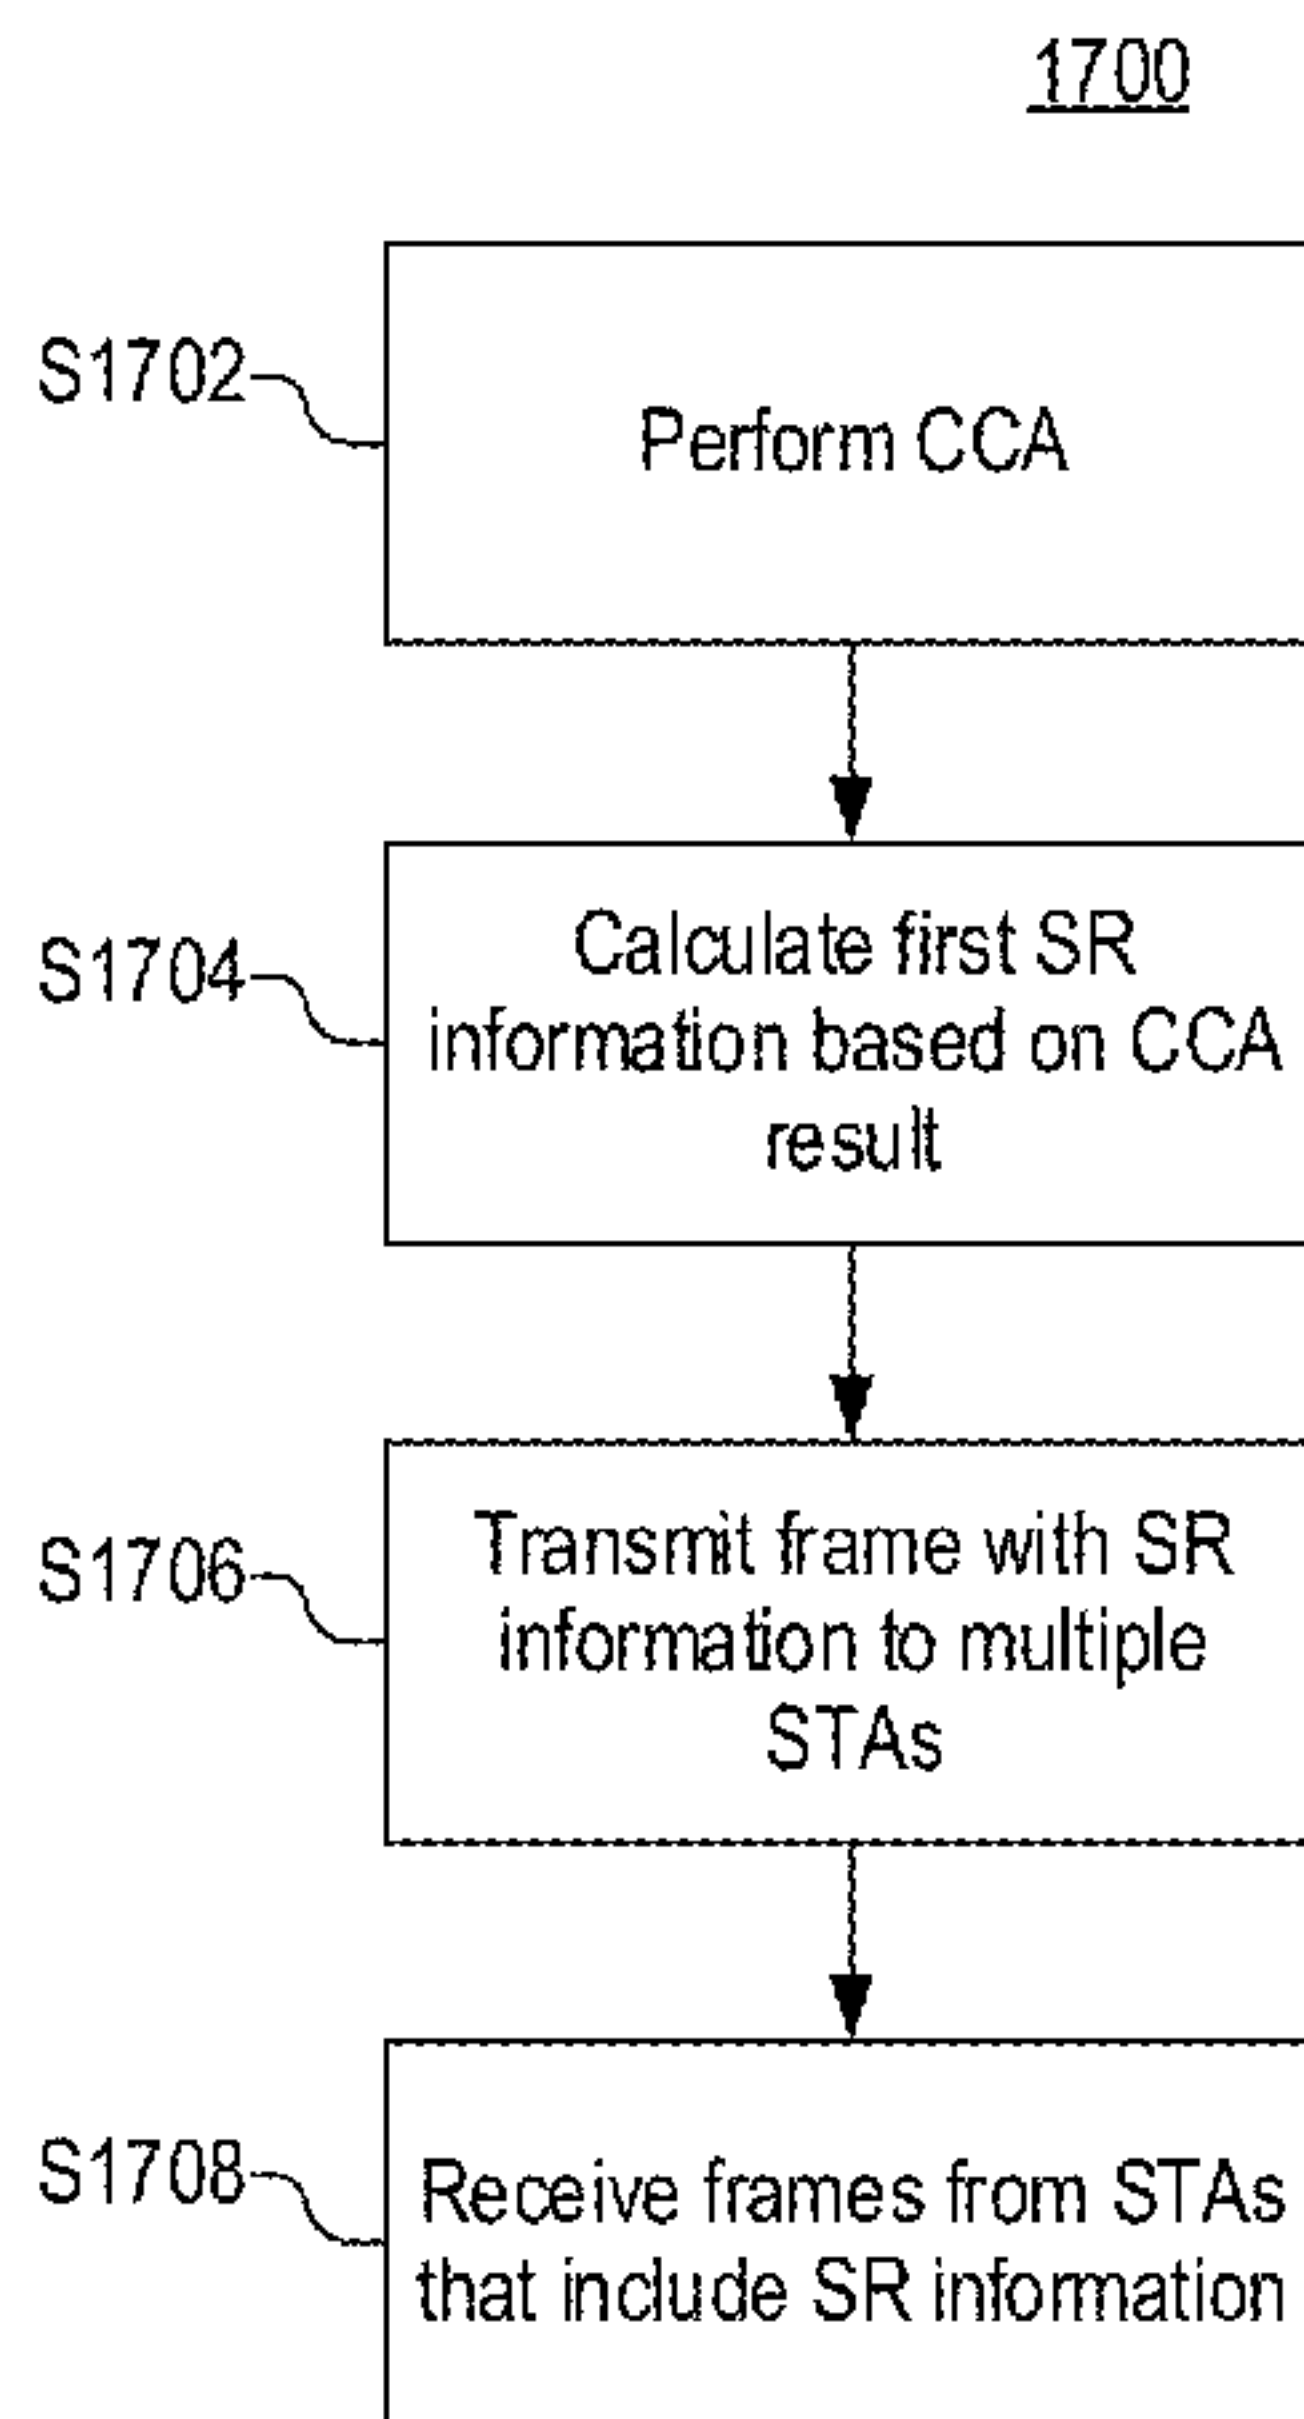 1700
S1702
Perform CCA
S1704
Calculate first SR
information based on CCA
result
S1706
Transmit frame with SR
information to multiple
STAs
S1708
Receive frames from STAs
that include SR information